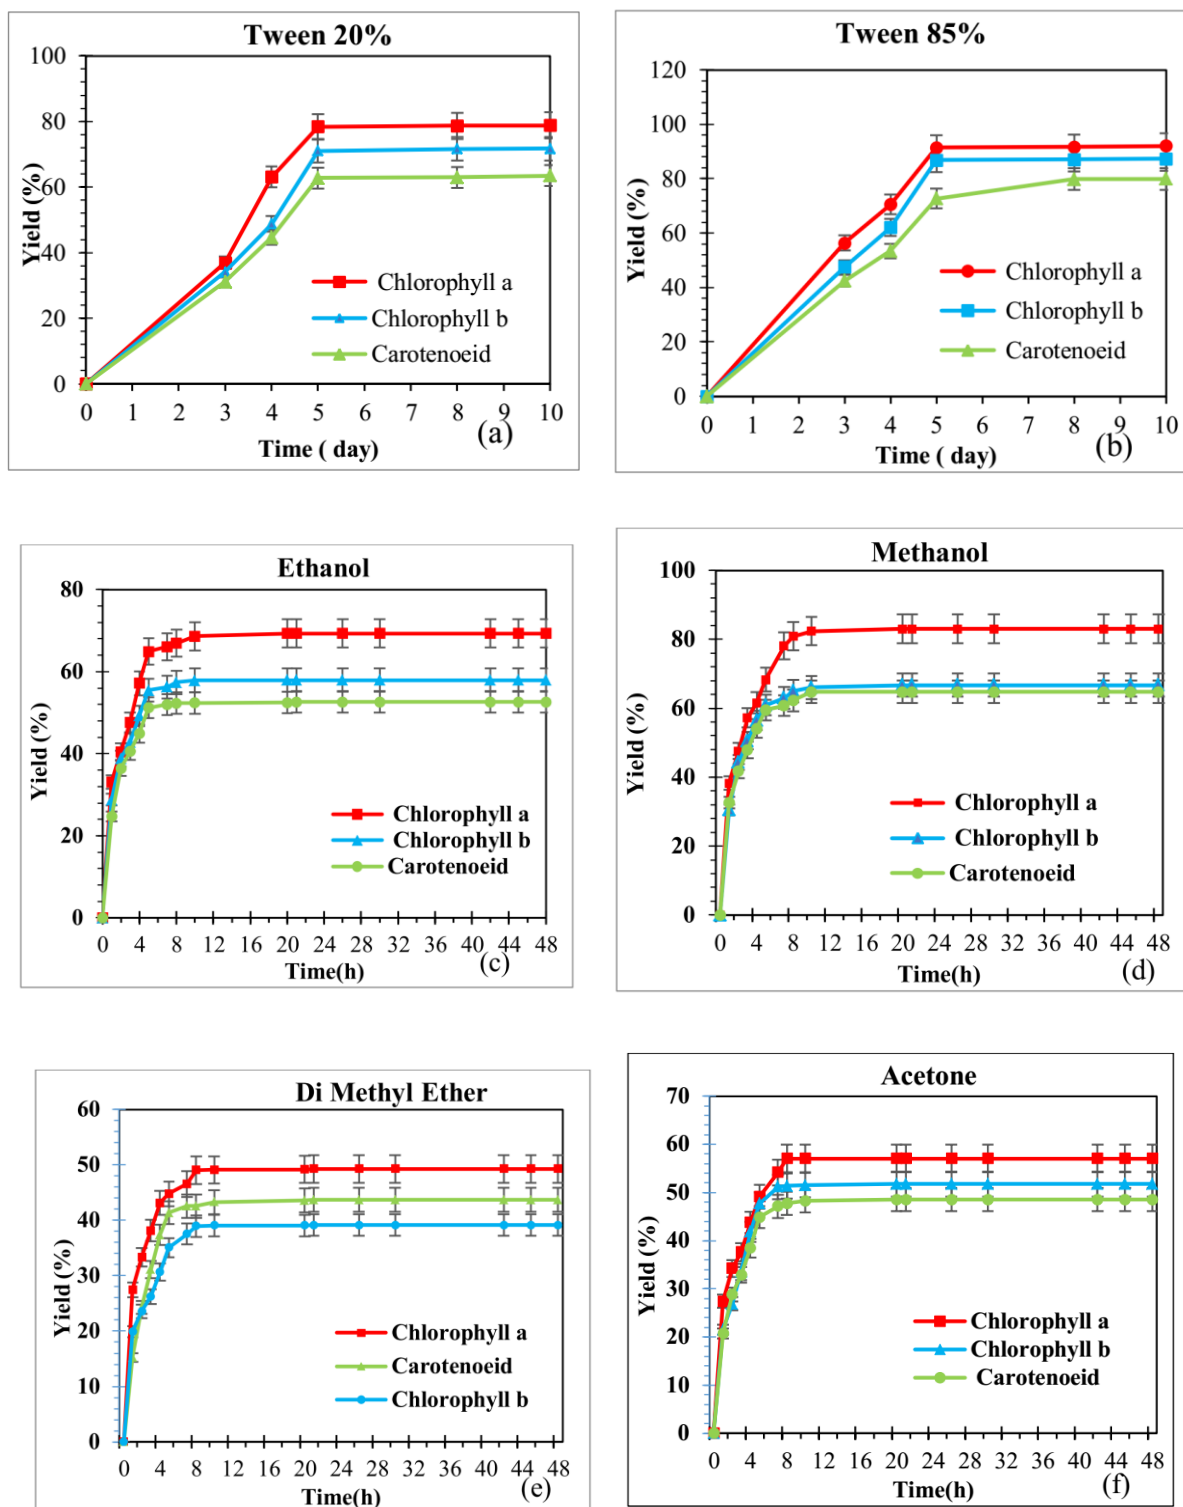 Tween 20%
100
80
60
40
20
0
Yield (%)
Chlorophyll a
Chlorophyll b
Carotenoeid
0 1 2 3 4 5 6 7 8 9 10
Time ( day)
(a)
Tween 85%
120
100
80
60
40
20
0
Yield (%)
Chlorophyll a
Chlorophyll b
Carotenoeid
0 1 2 3 4 5 6 7 8 9 10
Time ( day)
(b)
Ethanol
80
60
40
20
0
Yield (%)
Chlorophyll a
Chlorophyll b
Carotenoeid
0 4 8 12 16 20 24 28 32 36 40 44 48
Time(h)
(c)
Methanol
100
80
60
40
20
0
Yield (%)
Chlorophyll a
Chlorophyll b
Carotenoeid
0 4 8 12 16 20 24 28 32 36 40 44 48
Time(h)
(d)
Di Methyl Ether
60
50
40
30
20
10
0
Yield (%)
Chlorophyll a
Carotenoeid
Chlorophyll b
0 4 8 12 16 20 24 28 32 36 40 44 48
Time(h)
(e)
Acetone
70
60
50
40
30
20
10
0
Yield (%)
Chlorophyll a
Chlorophyll b
Carotenoeid
0 4 8 12 16 20 24 28 32 36 40 44 48
Time(h)
(f)